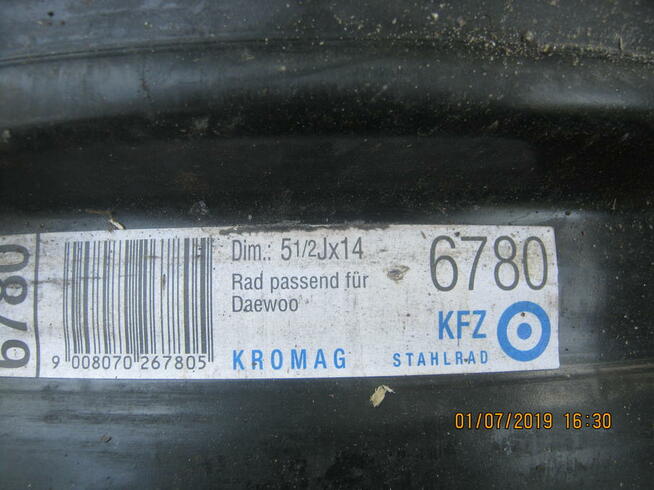 6780
Dim.: 51/2Jx14
6780
Rad passend für
Daewoo
KFZ
9 008070 267805
KROMAG STAHLRAD
01/07/2019 16:30